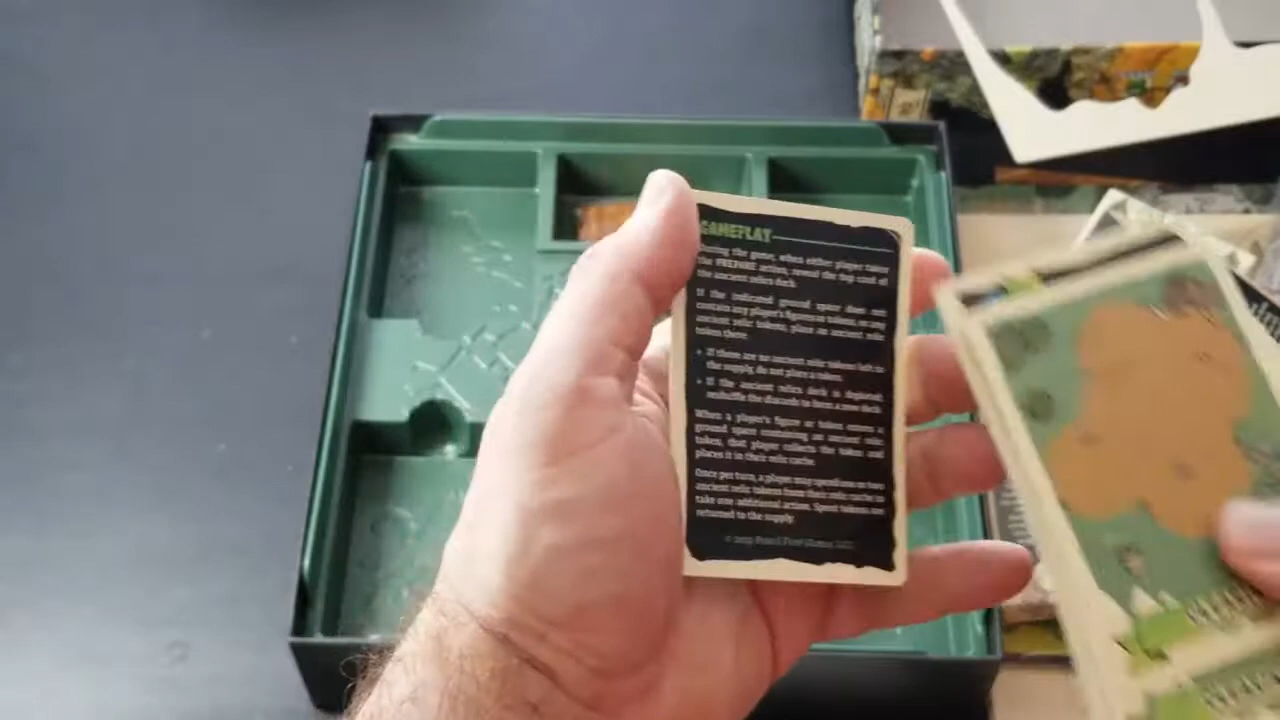 GAMEPLAY
During the game, when either player takes
the PREPARE action, reveal the top card of
the ancient relics deck.
If the indicated ground space does not
contain any player's figures or tokens, or any
ancient relic tokens, place an ancient relic
token there.
• If there are no ancient relic tokens left in
the supply, do not place a token.
• If the ancient relics deck is depleted,
reshuffle the discards to form a new deck.
When a player's figure or token enters a
ground space containing an ancient relic
token, that player collects the token and
places it in their relic cache.
Once per turn, a player may spend one or two
ancient relic tokens from their relic cache to
take one additional action. Spent tokens are
returned to the supply.
Pencil First Games, LLC